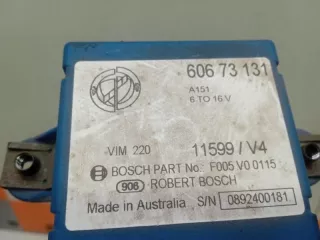 606 73 131
A151
6 TO 16 V
VIM 220
11599 / V4
BOSCH PART No. F005 V0 0115
906 ROBERT BOSCH
Made in Australia S/N 0892400181